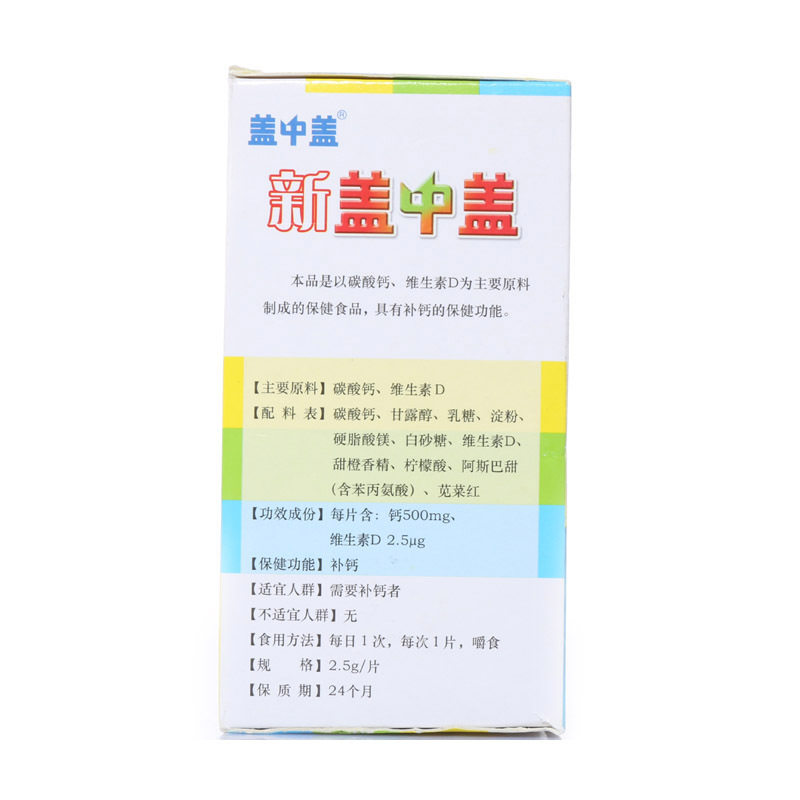 盖中盖®
新盖中盖
本品是以碳酸钙、维生素D为主要原料
制成的保健食品,具有补钙的保健功能。
【主要原料】碳酸钙、维生素D
【配 料 表】碳酸钙、甘露醇、乳糖、淀粉、
硬脂酸镁、白砂糖、维生素D、
甜橙香精、柠檬酸、阿斯巴甜
(含苯丙氨酸)、苋菜红
【功效成份】每片含: 钙500mg、
维生素D 2.5μg
【保健功能】补钙
【适宜人群】需要补钙者
【不适宜人群】无
【食用方法】每日1次, 每次1片, 嚼食
【规 格】2.5g/片
【保 质 期】24个月